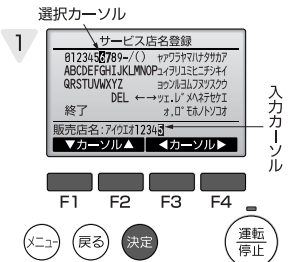 選択カーソル
1
サービス店名登録
0123456789-/() ャアワラヤマハナタサカア
ABCDEFGHIJKLMNOPュィヲリユミヒニチシキイ
QRSTUVWXYZ ョゥンルヨムフヌツスクウ
DEL ←→ッェ.レ゛メヘネテセケエ
終了 ォ,ロ゜モホノトソコオ
販売店名:アイウエオ12345
▼カーソル▲ ◀カーソル▶
入力カーソル
F1 F2 F3 F4
メニュー 戻る 決定 運転
停止